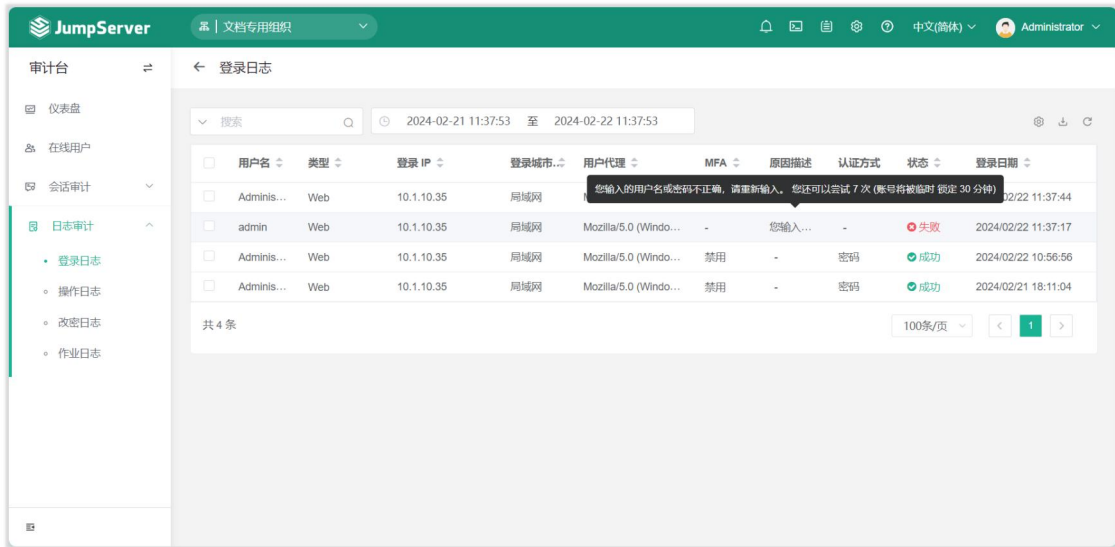 JumpServer 文档专用组织 中文(简体) Administrator
审计台 登录日志
仪表盘
在线用户
会话审计
日志审计
登录日志
操作日志
改密日志
作业日志
搜索 2024-02-21 11:37:53 至 2024-02-22 11:37:53
用户名 类型 登录 IP 登录城市... 用户代理 MFA 原因描述 认证方式 状态 登录日期
您输入的用户名或密码不正确，请重新输入。 您还可以尝试 7 次 (账号将被临时 锁定 30 分钟)
Adminis... Web 10.1.10.35 局域网 02/22 11:37:44
admin Web 10.1.10.35 局域网 Mozilla/5.0 (Windo... - 您输入... - 失败 2024/02/22 11:37:17
Adminis... Web 10.1.10.35 局域网 Mozilla/5.0 (Windo... 禁用 - 密码 成功 2024/02/22 10:56:56
Adminis... Web 10.1.10.35 局域网 Mozilla/5.0 (Windo... 禁用 - 密码 成功 2024/02/21 18:11:04
共 4 条 100条/页 1